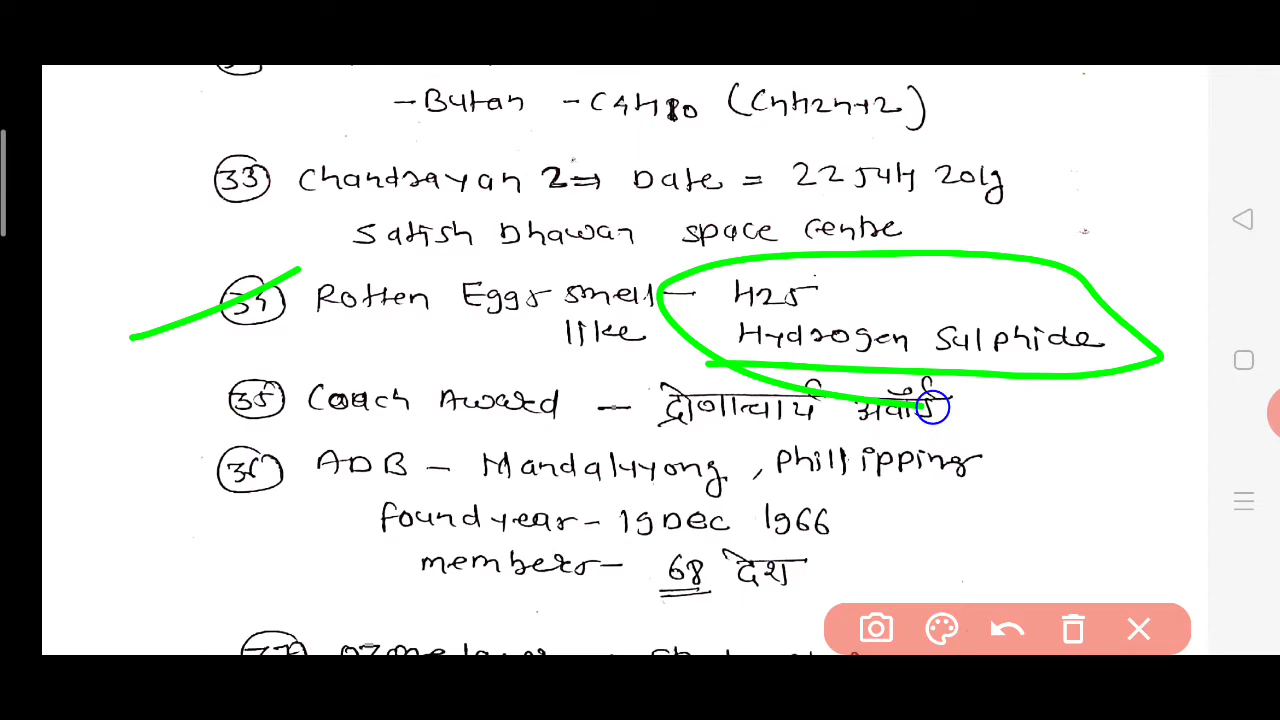 - Butan - C4H10 (CnH2n+2)
33 Chandrayan 2 ⇒ Date = 22 July 2019
Satish Dhawan space Centre
34 Rotten Eggs smell - H2S
like Hydrogen Sulphide
35 Coach Award - द्रोणाचार्य अवॉर्ड
36 ADB - Mandaluyong, Phillipping
found year - 19 Dec 1966
members - 68 देश